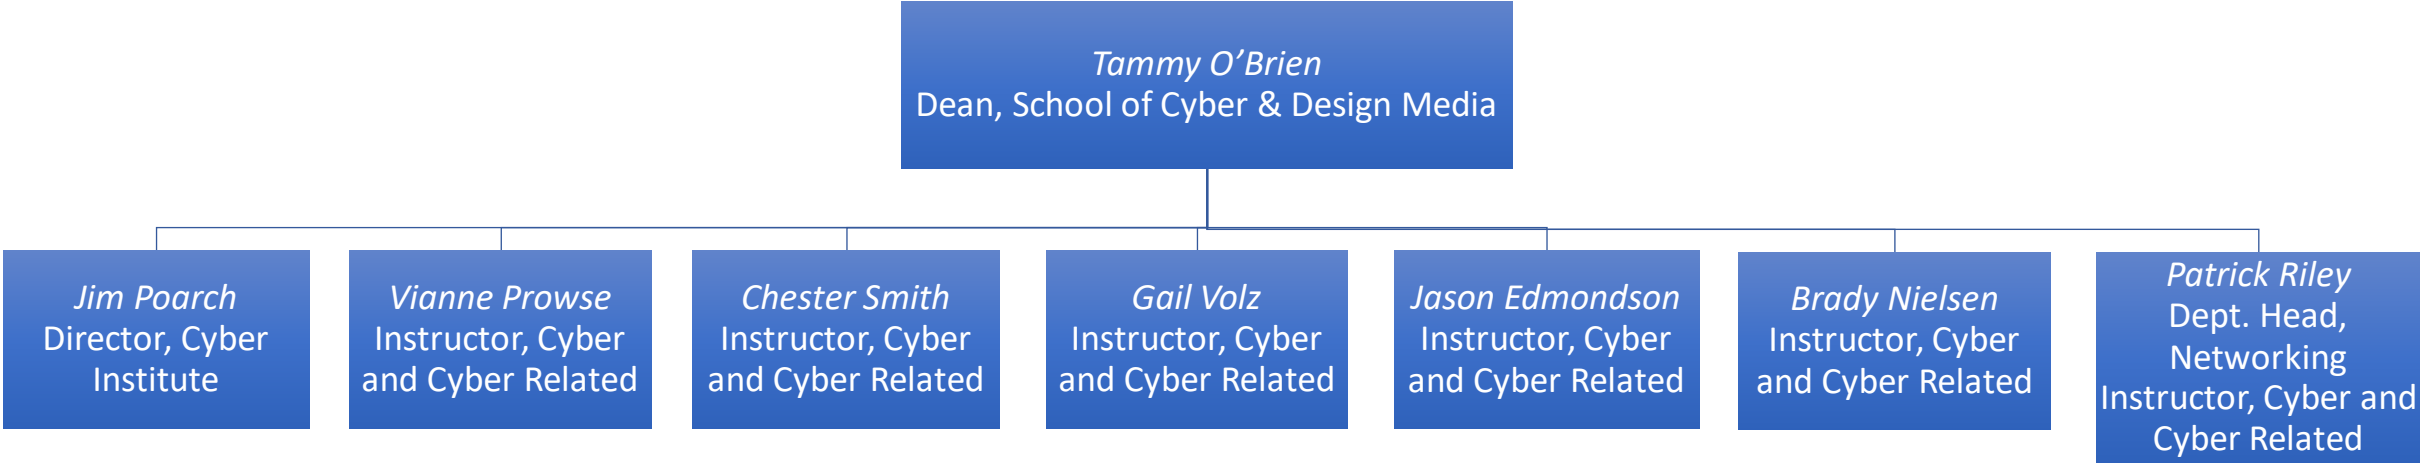 Tammy O’Brien
Dean, School of Cyber & Design Media
Jim Poarch
Director, Cyber
Institute
Vianne Prowse
Instructor, Cyber
and Cyber Related
Chester Smith
Instructor, Cyber
and Cyber Related
Gail Volz
Instructor, Cyber
and Cyber Related
Jason Edmondson
Instructor, Cyber
and Cyber Related
Brady Nielsen
Instructor, Cyber
and Cyber Related
Patrick Riley
Dept. Head,
Networking
Instructor, Cyber and
Cyber Related